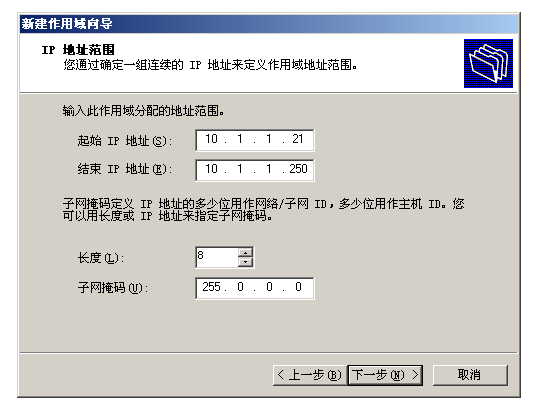 新建作用域向导
IP 地址范围
您通过确定一组连续的 IP 地址来定义作用域地址范围。
输入此作用域分配的地址范围。
起始 IP 地址(S): 10 . 1 . 1 . 21
结束 IP 地址(E): 10 . 1 . 1 . 250
子网掩码定义 IP 地址的多少位用作网络/子网 ID，多少位用作主机 ID。您
可以用长度或 IP 地址来指定子网掩码。
长度(L): 8
子网掩码(U): 255 . 0 . 0 . 0
< 上一步(B) 下一步(N) > 取消